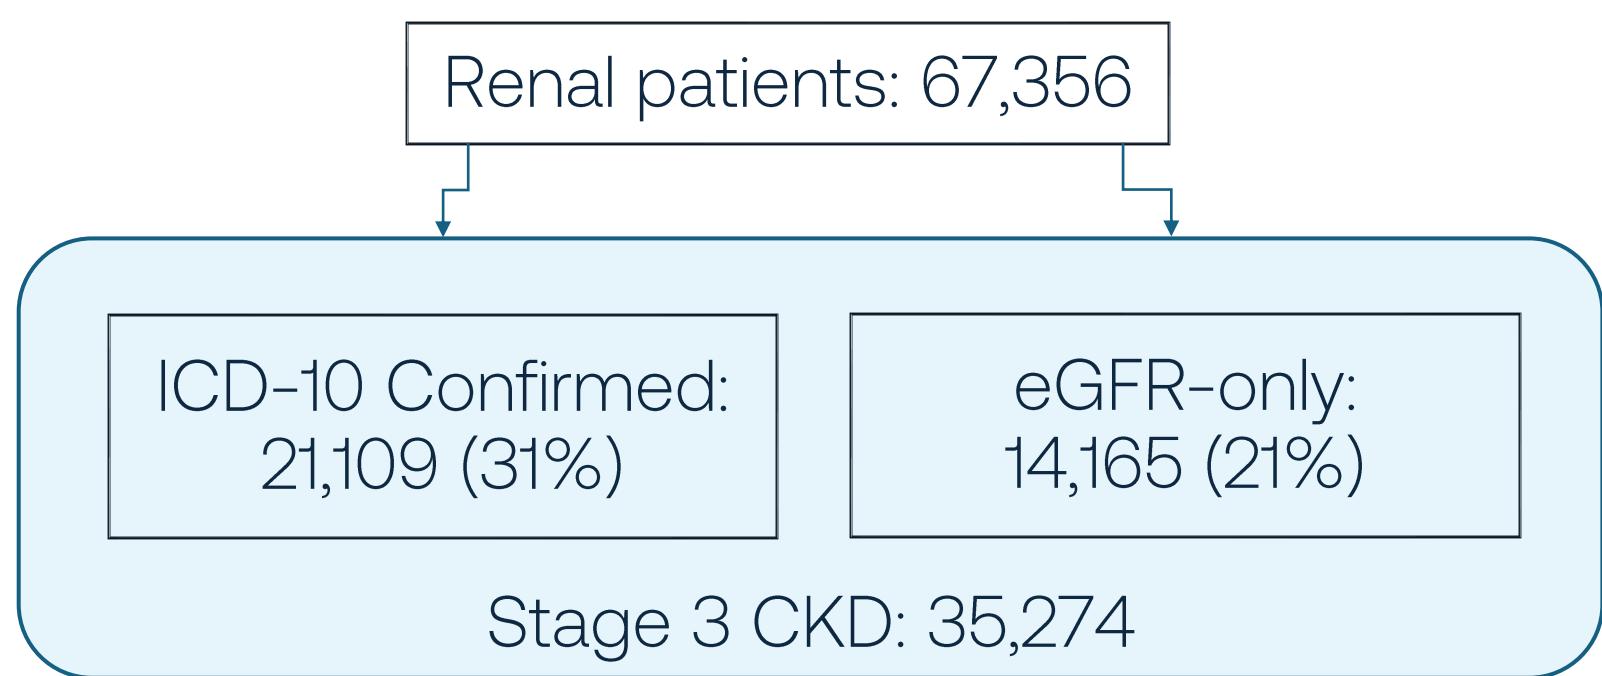 Renal patients: 67,356
ICD-10 Confirmed:
21,109 (31%)
eGFR-only:
14,165 (21%)
Stage 3 CKD: 35,274